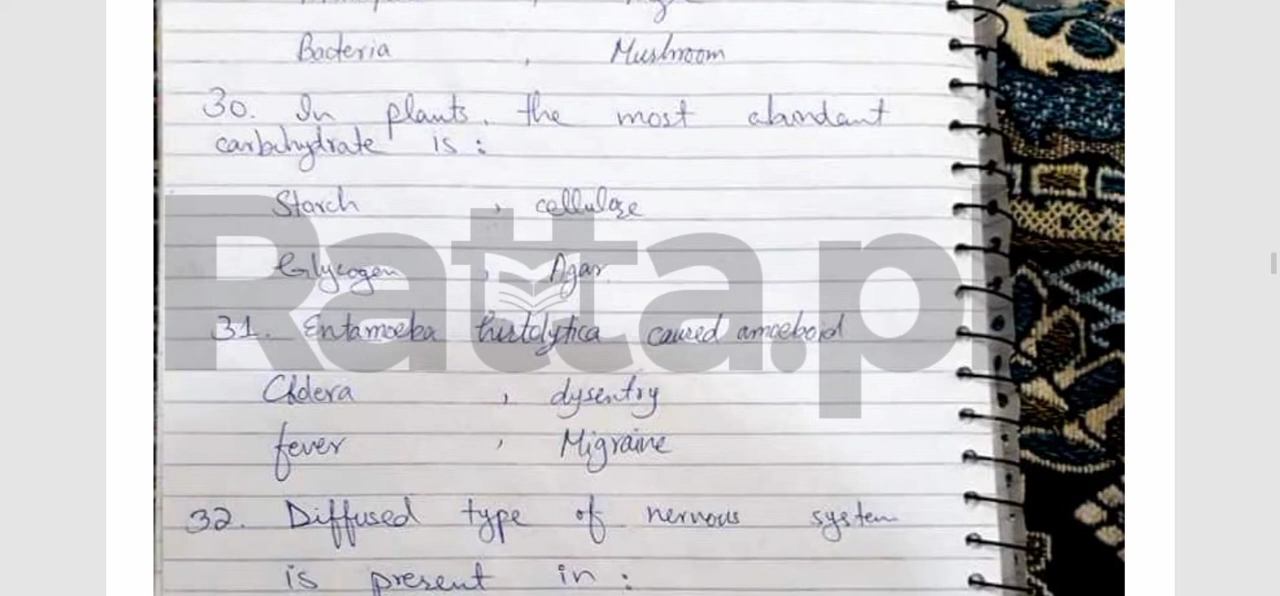 Bacteria , Mushroom
30. In plants, the most abundant
carbohydrate is :
Starch , cellulose
Glycogen , Agar
31. Entamoeba histolytica caused amoeboid
Cholera , dysentry
fever , Migraine
32. Diffused type of nervous system
is present in :
Ratta.p